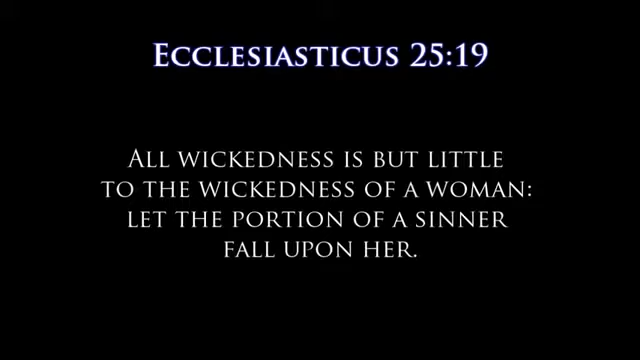 Ecclesiasticus 25:19
All wickedness is but little
to the wickedness of a woman:
let the portion of a sinner
fall upon her.